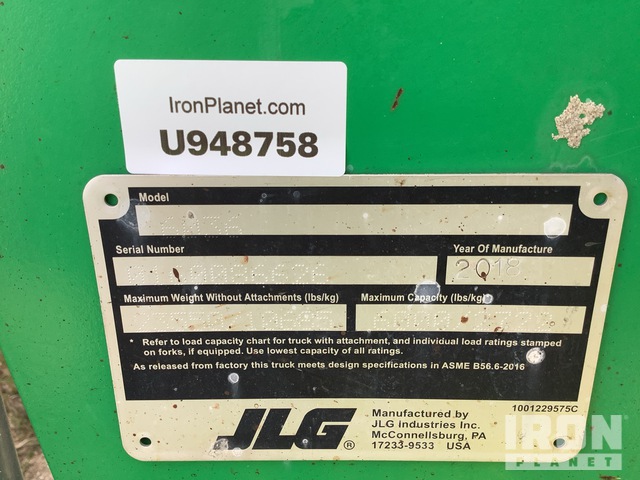 IronPlanet.com
U948758
Model
Serial Number
Year Of Manufacture
2018
Maximum Weight Without Attachments (lbs/kg)
Maximum Capacity (lbs/kg)
* Refer to load capacity chart for truck with attachment, and individual load ratings stamped
on forks, if equipped. Use lowest capacity of all ratings.
As released from factory this truck meets design specifications in ASME B56.6-2016
JLG®
Manufactured by
JLG Industries Inc.
McConnellsburg, PA
17233-9533 USA
1001229575C
IRON
PLANET